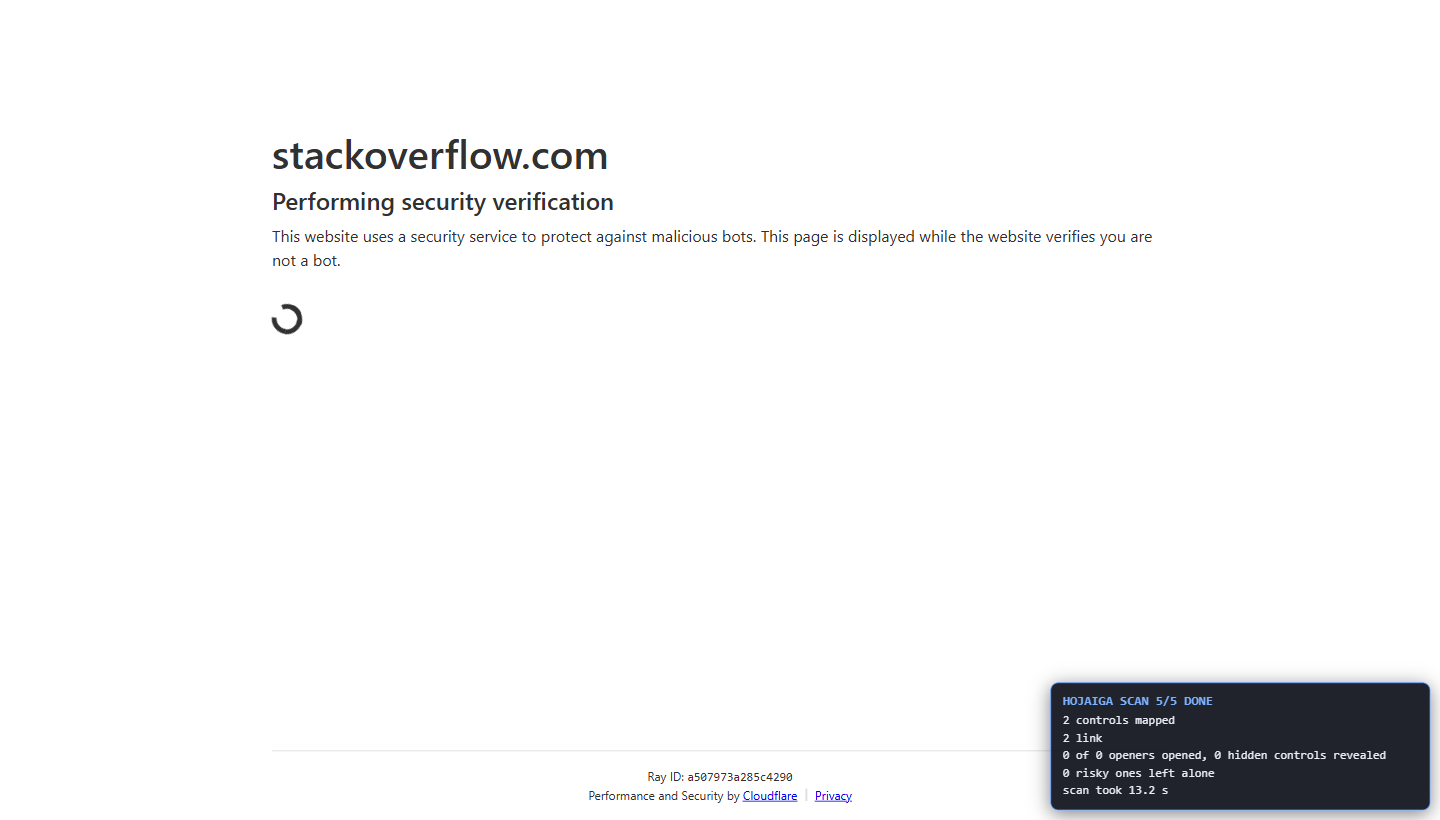 stackoverflow.com
Performing security verification
This website uses a security service to protect against malicious bots. This page is displayed while the website verifies you are
not a bot.
HOJAIGA SCAN 5/5 DONE
2 controls mapped
2 link
0 of 0 openers opened, 0 hidden controls revealed
0 risky ones left alone
scan took 13.2 s
Ray ID: a507973a285c4290
Performance and Security by Cloudflare | Privacy